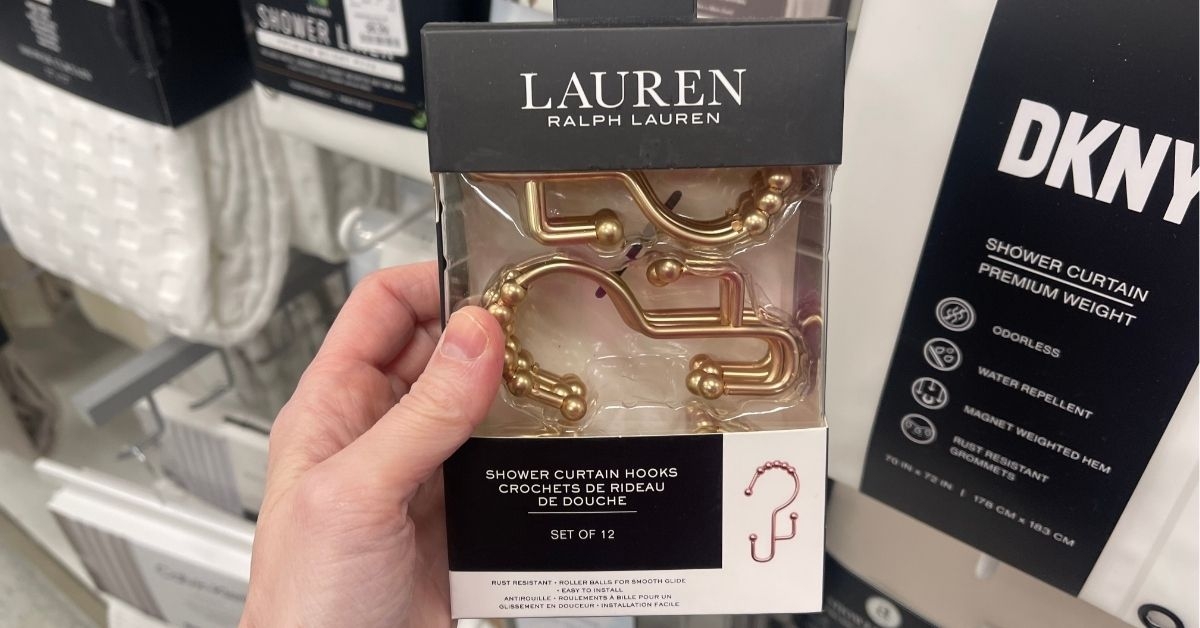 SHOWER
LAUREN
RALPH LAUREN
SHOWER CURTAIN HOOKS
CROCHETS DE RIDEAU
DE DOUCHE
SET OF 12
RUST RESISTANT • ROLLER BALLS FOR SMOOTH GLIDE
• EASY TO INSTALL
ANTIROUILLE • ROULEMENTS À BILLE POUR UN
GLISSEMENT EN DOUCEUR • INSTALLATION FACILE
DKNY
SHOWER CURTAIN
PREMIUM WEIGHT
ODORLESS
WATER REPELLENT
MAGNET WEIGHTED HEM
RUST RESISTANT
GROMMETS
70 IN x 72 IN | 178 CM x 183 CM